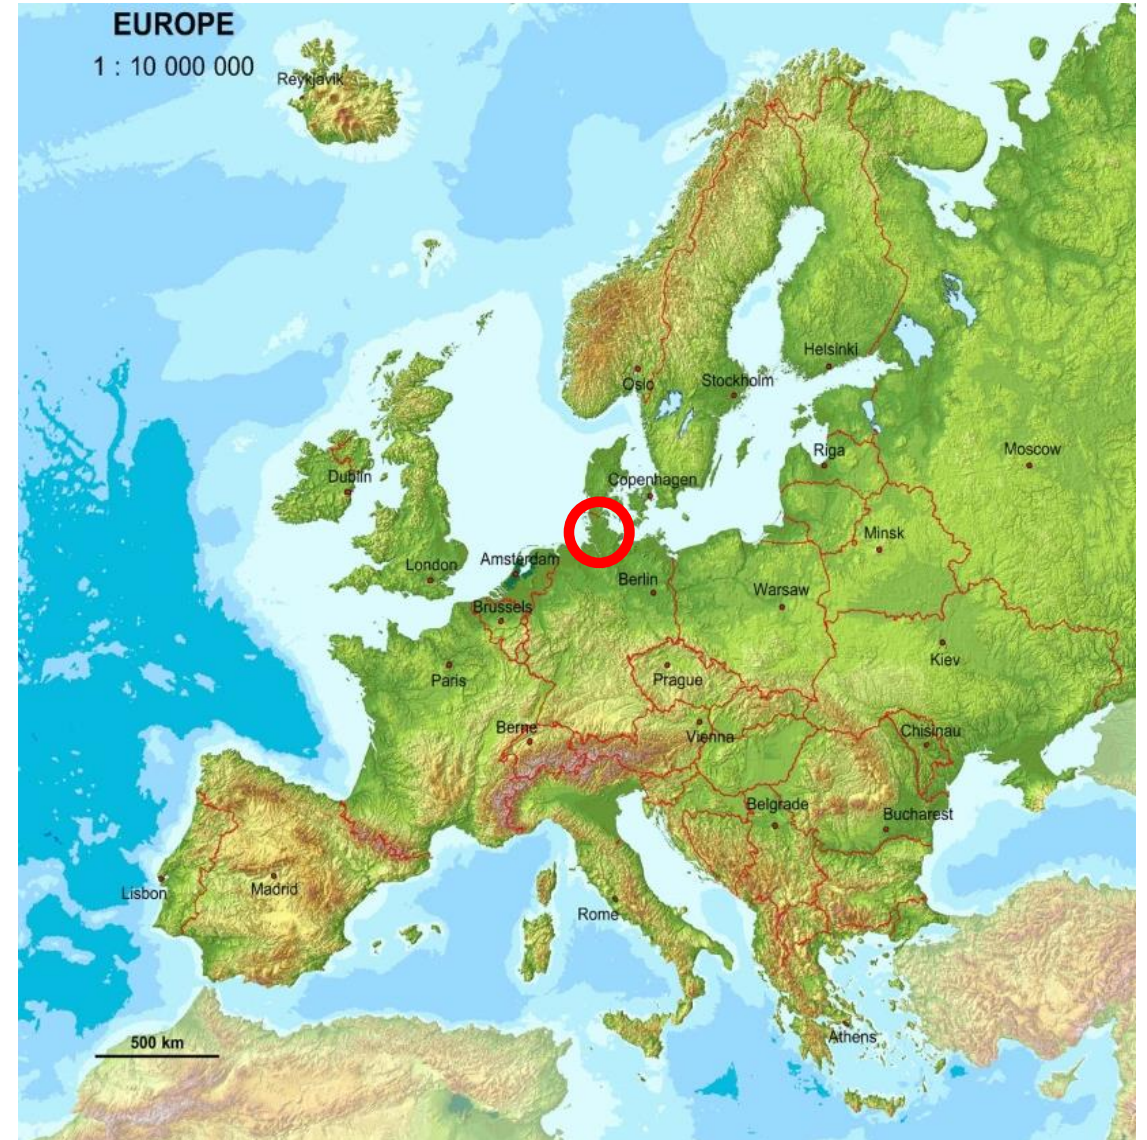 EUROPE
1 : 10 000 000
Reykjavik
Helsinki
Oslo
Stockholm
Riga
Moscow
Dublin
Copenhagen
Minsk
London
Amsterdam
Berlin
Warsaw
Brussels
Kiev
Paris
Prague
Berne
Vienna
Chisinau
Belgrade
Bucharest
Lisbon
Madrid
Rome
Athens
500 km